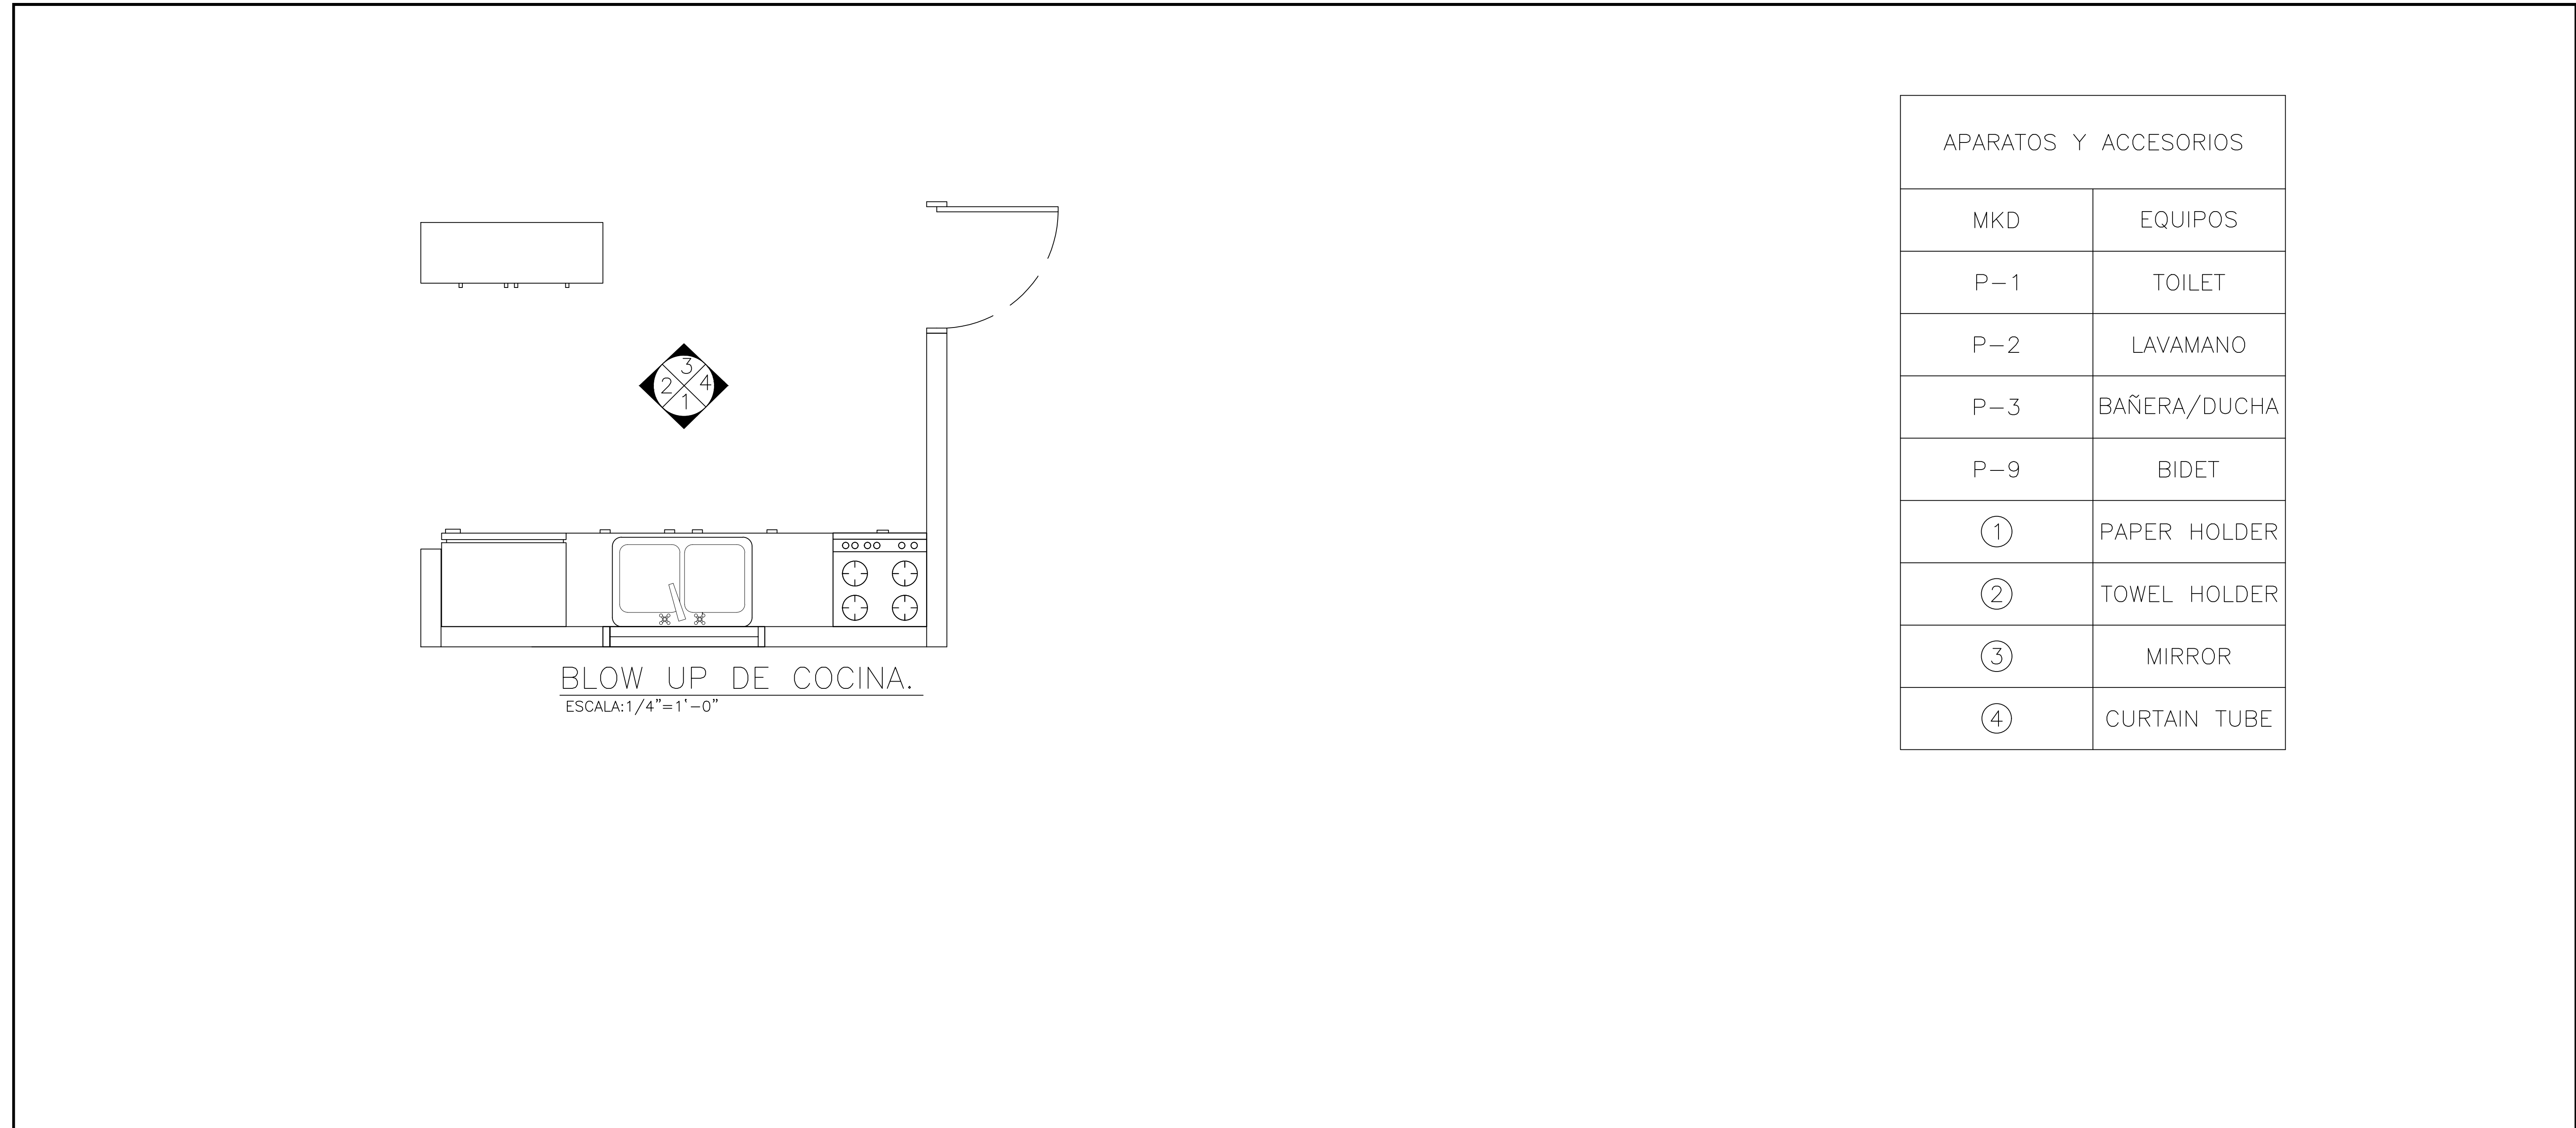 3
2 4
1
BLOW UP DE COCINA.
ESCALA:1/4"=1'-0"
APARATOS Y ACCESORIOS
MKD EQUIPOS
P-1 TOILET
P-2 LAVAMANO
P-3 BAÑERA/DUCHA
P-9 BIDET
1 PAPER HOLDER
2 TOWEL HOLDER
3 MIRROR
4 CURTAIN TUBE